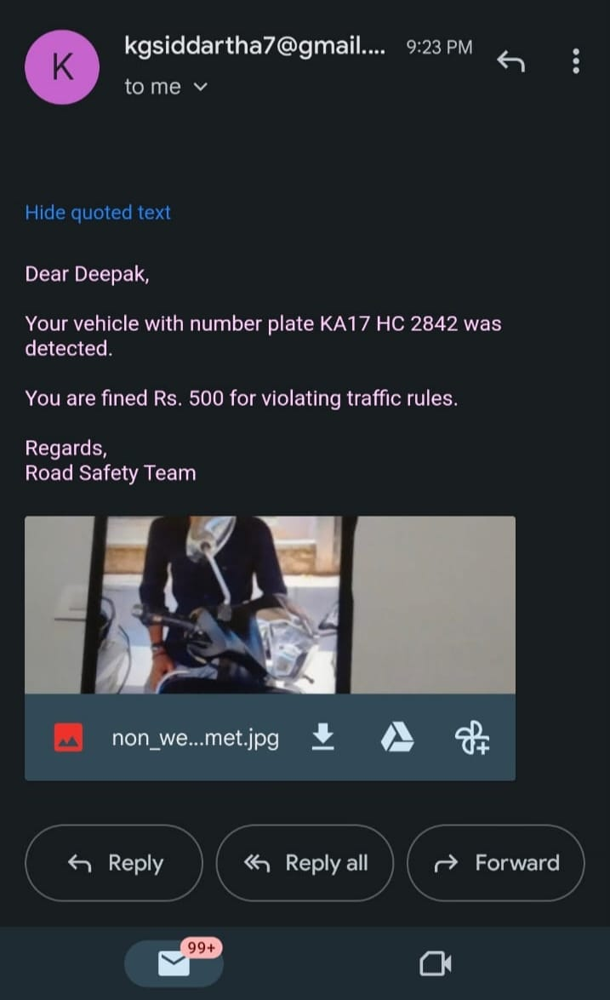 K
kgsiddartha7@gmail.... 9:23 PM
to me
Hide quoted text
Dear Deepak,
Your vehicle with number plate KA17 HC 2842 was
detected.
You are fined Rs. 500 for violating traffic rules.
Regards,
Road Safety Team
non_we...met.jpg
Reply
Reply all
Forward
99+